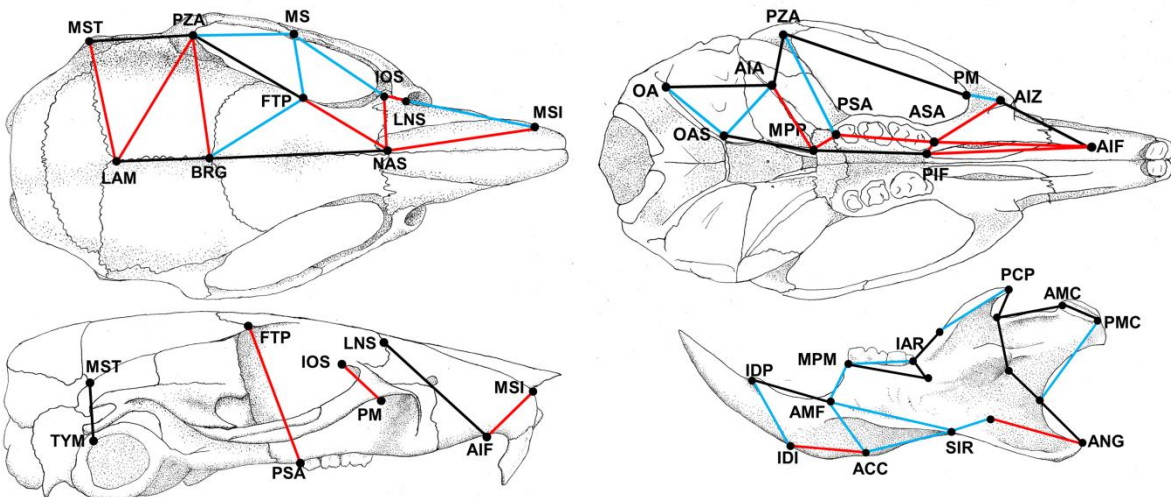 MST
PZA
MS
IOS
FTP
LNS
MSI
LAM
BRG
NAS
PZA
AIA
OA
PM
PSA
ASA
AIZ
OAS
MPP
PIF
AIF
FTP
LNS
IOS
MST
MSI
PM
TYM
AIF
PSA
PCP
AMC
PMC
IAR
MPM
IDP
AMF
SIR
ANG
IDI
ACC